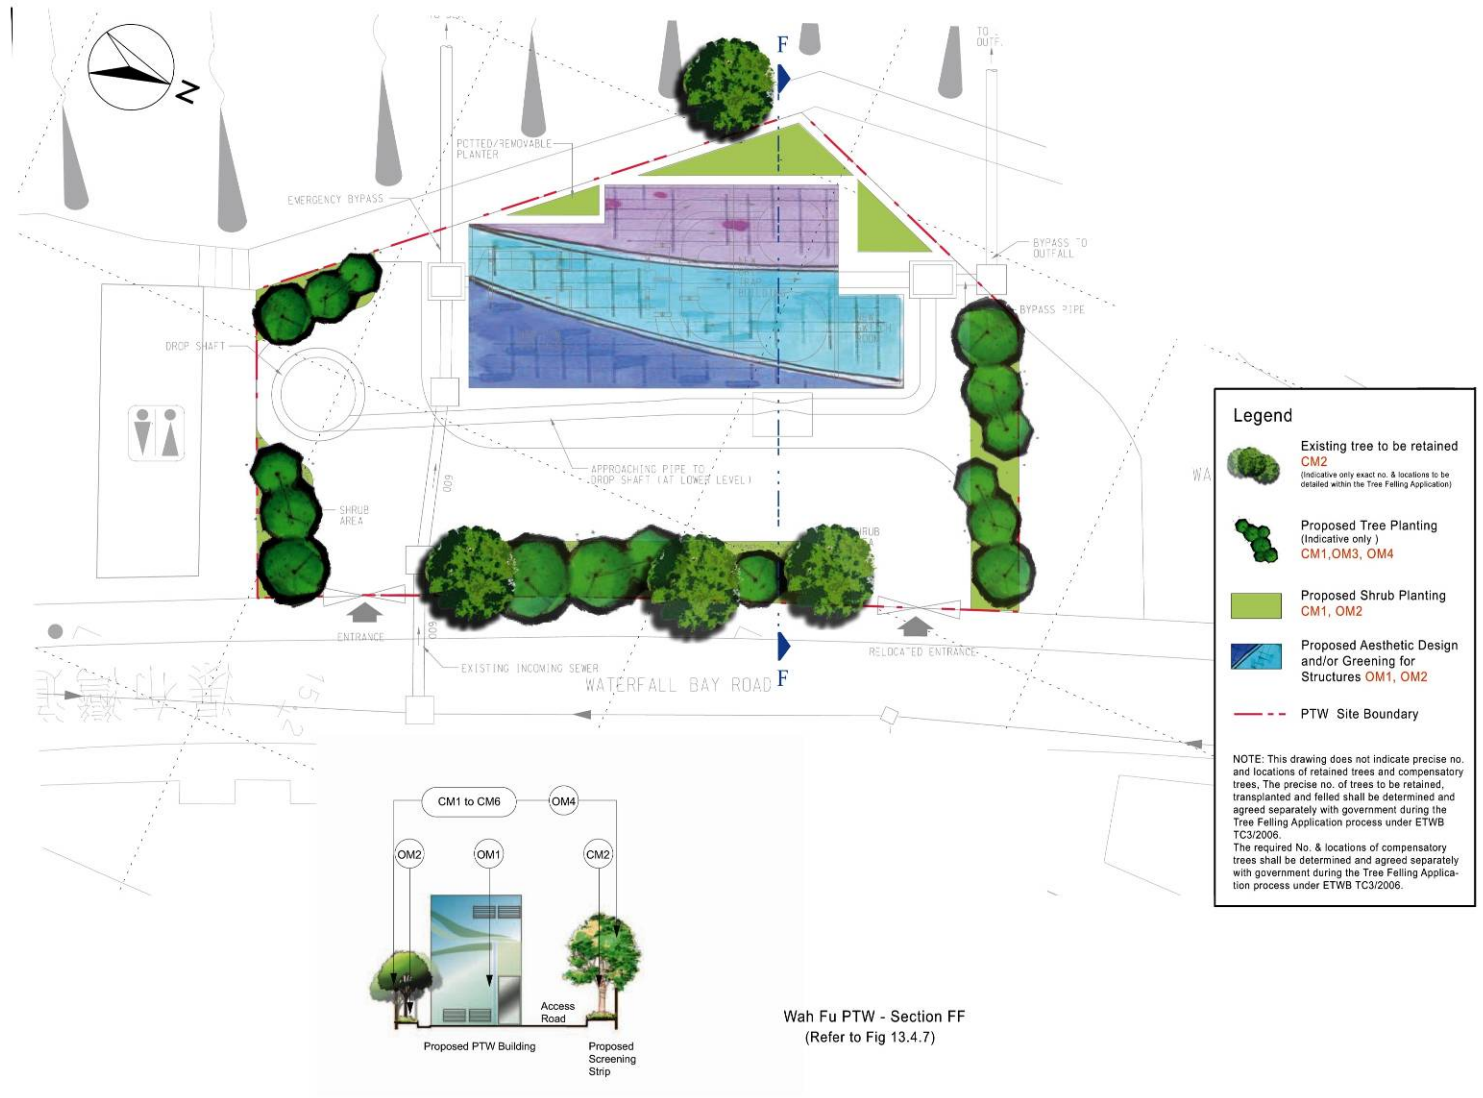 F
N
POTTED/REMOVABLE
PLANTER
EMERGENCY BYPASS
BYPASS TO
OUTFALL
BYPASS PIPE
DROP SHAFT
APPROACHING PIPE TO
DROP SHAFT (AT LOWER LEVEL)
600
SHRUB
AREA
ENTRANCE
600
EXISTING INCOMING SEWER
RELOCATED ENTRANCE
WATERFALL BAY ROAD
F
Legend
Existing tree to be retained
CM2
(Indicative only exact no. & locations to be
detailed within the Tree Felling Application)
Proposed Tree Planting
(Indicative only )
CM1,OM3, OM4
Proposed Shrub Planting
CM1, OM2
Proposed Aesthetic Design
and/or Greening for
Structures OM1, OM2
PTW Site Boundary
NOTE: This drawing does not indicate precise no.
and locations of retained trees and compensatory
trees, The precise no. of trees to be retained,
transplanted and felled shall be determined and
agreed separately with government during the
Tree Felling Application process under ETWB
TC3/2006.
The required No. & locations of compensatory
trees shall be determined and agreed separately
with government during the Tree Felling Applica-
tion process under ETWB TC3/2006.
CM1 to CM6
OM4
OM2
OM1
CM2
Access
Road
Proposed PTW Building
Proposed
Screening
Strip
Wah Fu PTW - Section FF
(Refer to Fig 13.4.7)